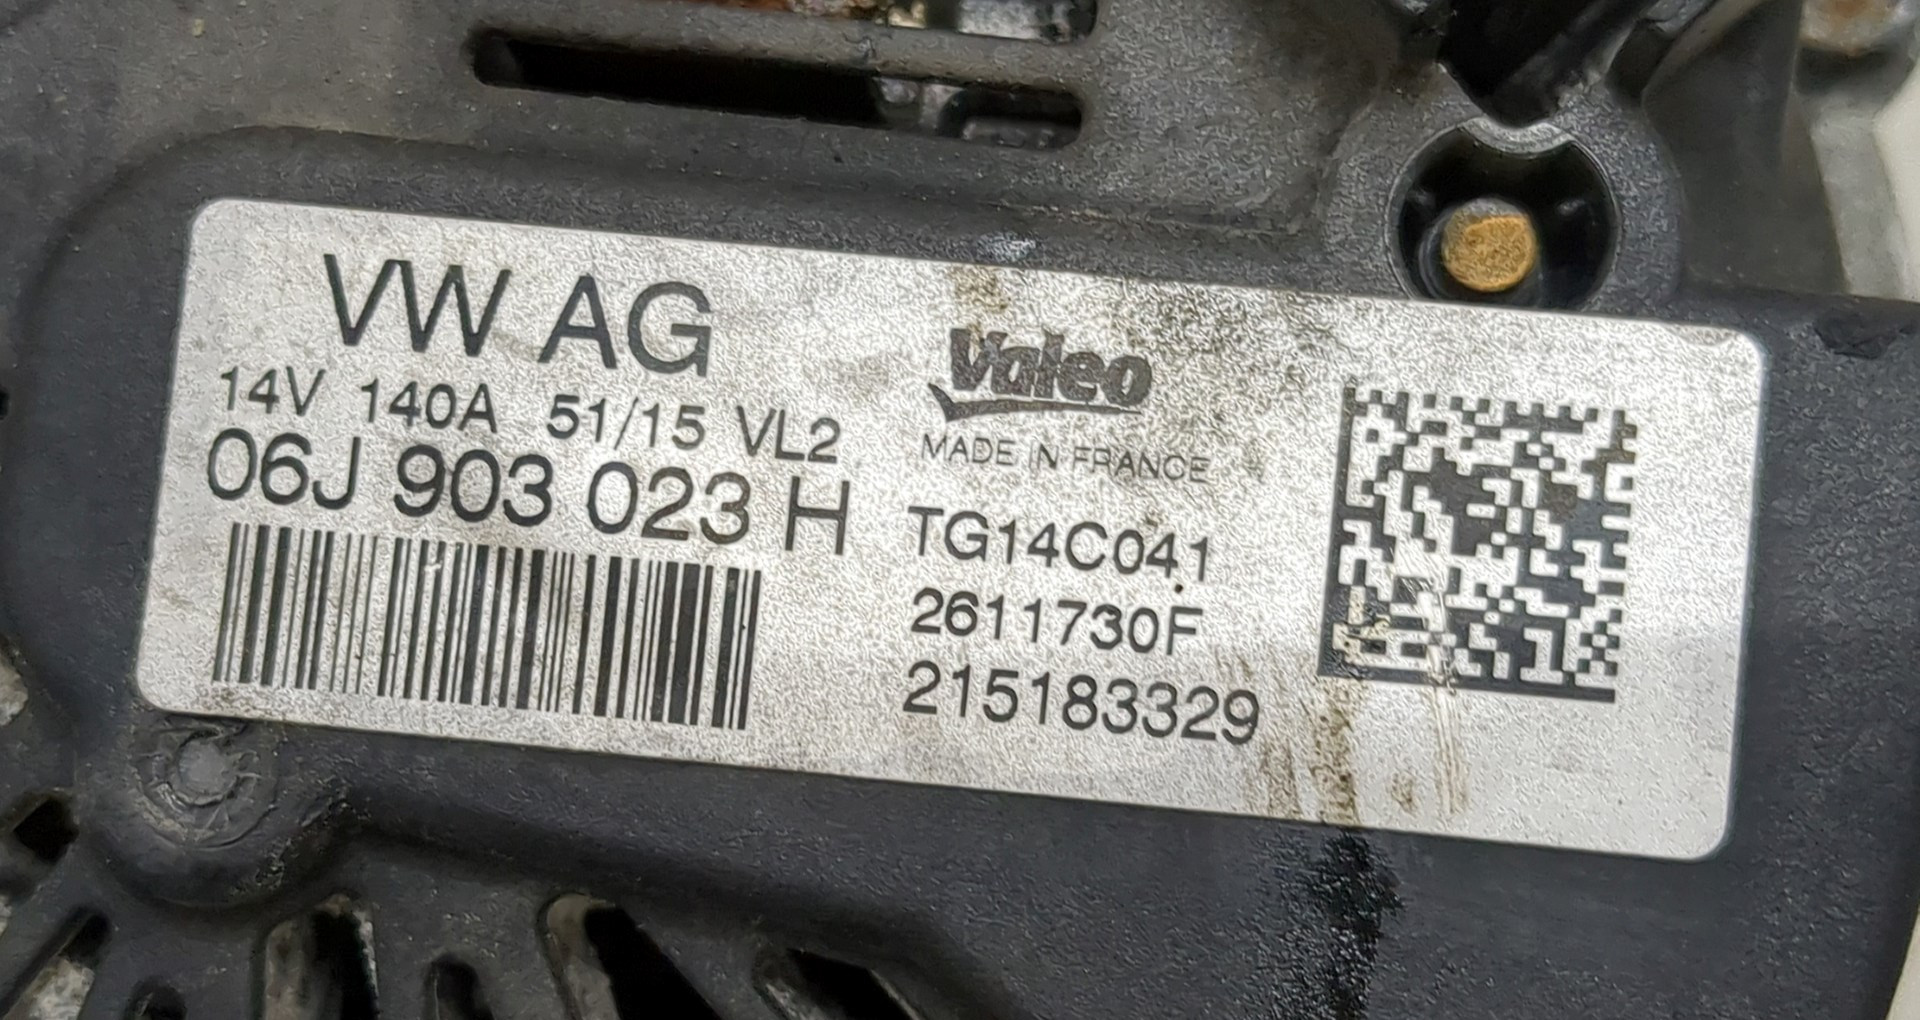 VW AG
14V 140A 51/15 VL2
06J 903 023 H
Valeo
MADE IN FRANCE
TG14C041
2611730F
215183329